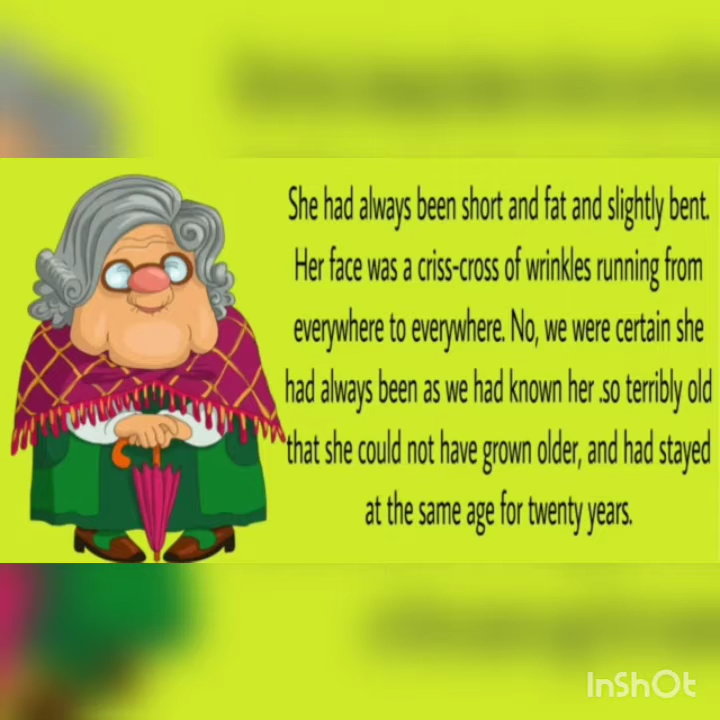 She had always been short and fat and slightly bent.
Her face was a criss-cross of wrinkles running from
everywhere to everywhere. No, we were certain she
had always been as we had known her .so terribly old
that she could not have grown older, and had stayed
at the same age for twenty years.
InShOt